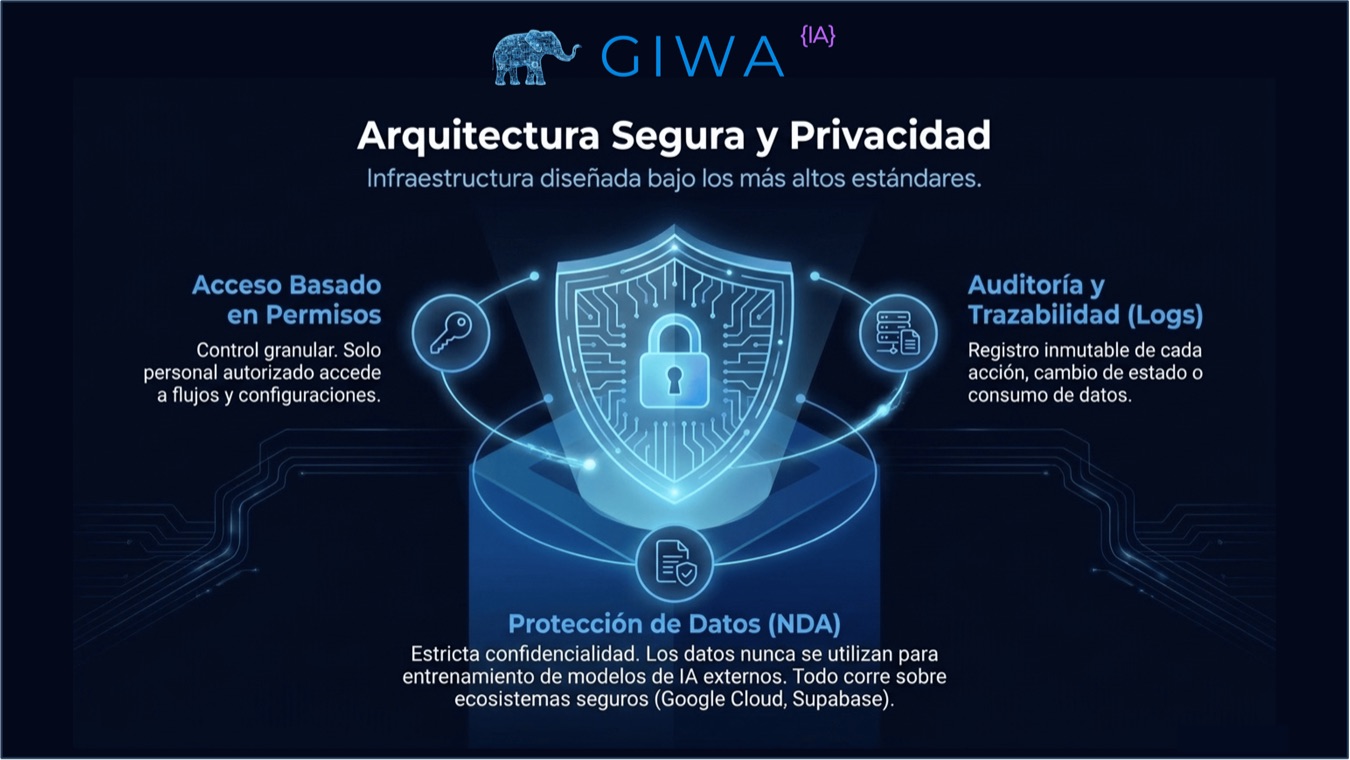 GIWA {IA}
Arquitectura Segura y Privacidad
Infraestructura diseñada bajo los más altos estándares.
Acceso Basado
en Permisos
Control granular. Solo
personal autorizado accede
a flujos y configuraciones.
Auditoría y
Trazabilidad (Logs)
Registro inmutable de cada
acción, cambio de estado o
consumo de datos.
Protección de Datos (NDA)
Estricta confidencialidad. Los datos nunca se utilizan para
entrenamiento de modelos de IA externos. Todo corre sobre
ecosistemas seguros (Google Cloud, Supabase).